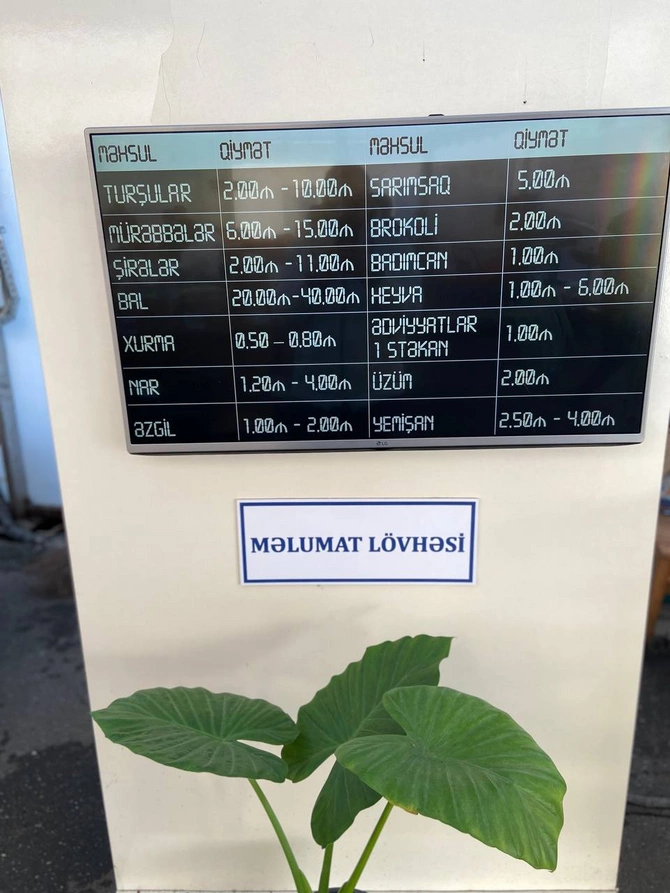 MƏHSUL QİYMƏT MƏHSUL QİYMƏT
TURŞULAR 2.00₼ - 10.00₼ SARIMSAQ 5.00₼
MÜRƏBBƏLƏR 6.00₼ - 15.00₼ BROKOLİ 2.00₼
ŞİRƏLƏR 2.00₼ - 11.00₼ BADIMCAN 1.00₼
BAL 20.00₼-40.00₼ HEYVA 1.00₼ - 6.00₼
XURMA 0.50 – 0.80₼ ƏDVİYYATLAR 1 STƏKAN 1.00₼
NAR 1.20₼ - 4.00₼ ÜZÜM 2.00₼
ƏZGİL 1.00₼ - 2.00₼ YEMİŞAN 2.50₼ - 4.00₼
LG
MƏLUMAT LÖVHƏSİ